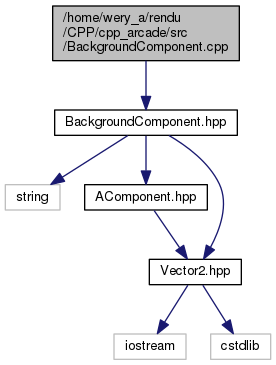 /home/wery_a/rendu
/CPP/cpp_arcade/src
/BackgroundComponent.cpp
BackgroundComponent.hpp
string
AComponent.hpp
Vector2.hpp
iostream
cstdlib